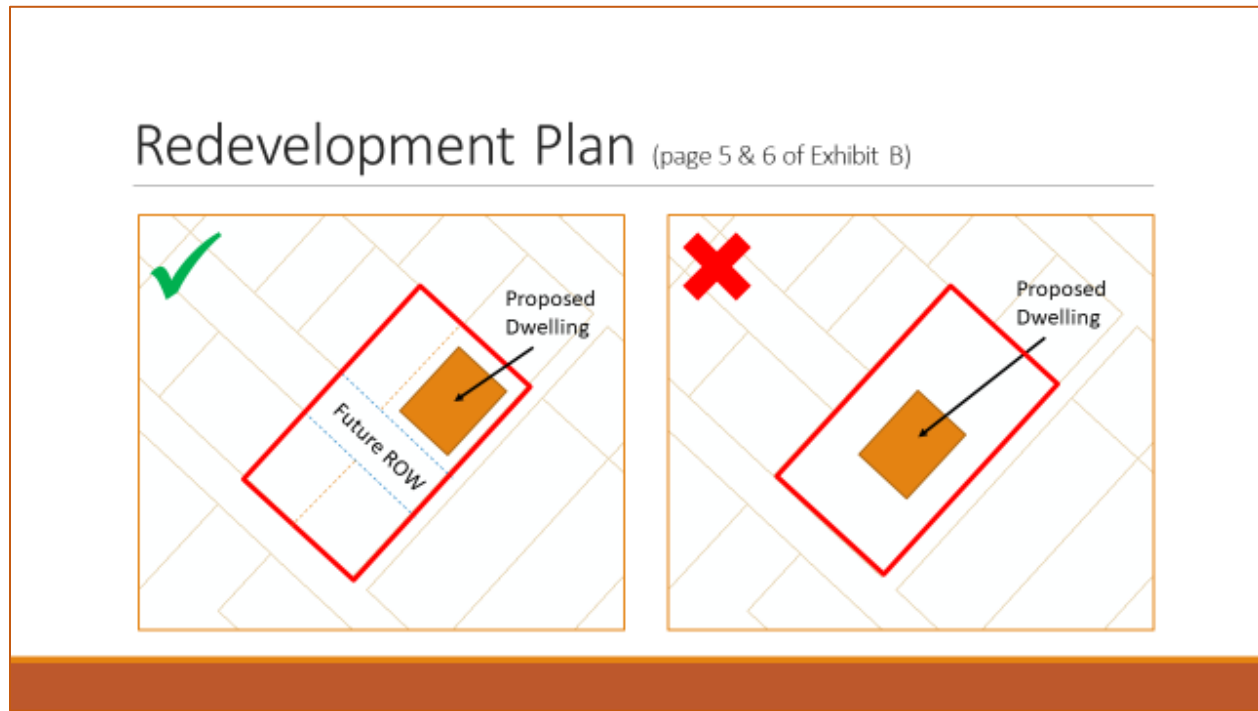 Redevelopment Plan (page 5 & 6 of Exhibit B)
Proposed
Dwelling
Future ROW
Proposed
Dwelling